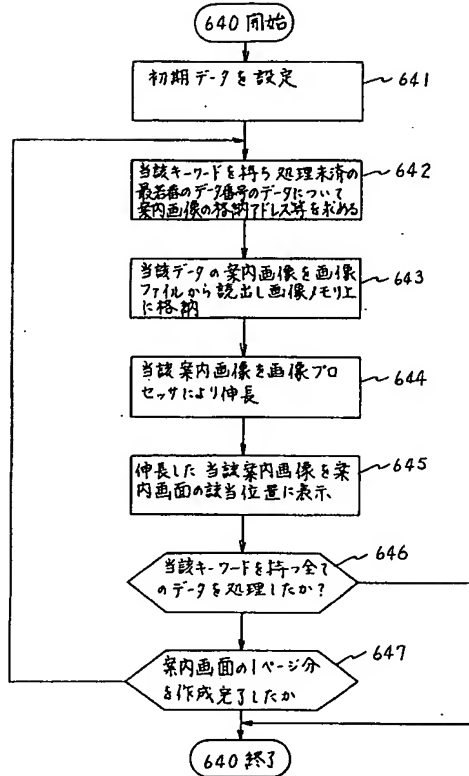 640 開始
初期データを設定
641
当該キーワードを持ち処理未済の
最若番のデータ番号のデータについて
案内画像の格納アドレス等を求める
642
当該データの案内画像を画像
ファイルから読出し画像メモリ上
に格納
643
当該案内画像を画像プロ
セッサにより伸長
644
伸長した当該案内画像を案
内画面の該当位置に表示
645
当該キーワードを持つ全て
のデータを処理したか?
646
案内画面の1ページ分
を作成完了したか
647
640 終了